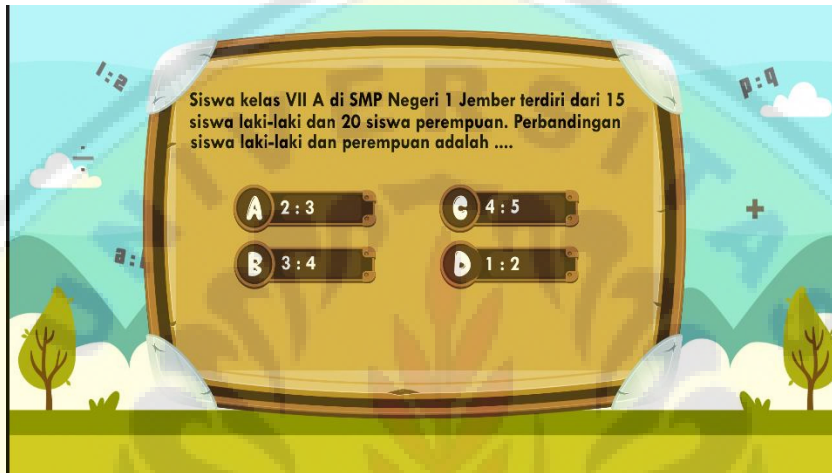 1:2
p:q
Siswa kelas VII A di SMP Negeri 1 Jember terdiri dari 15
siswa laki-laki dan 20 siswa perempuan. Perbandingan
siswa laki-laki dan perempuan adalah ....
+
A 2 : 3
C 4 : 5
B 3 : 4
D 1 : 2